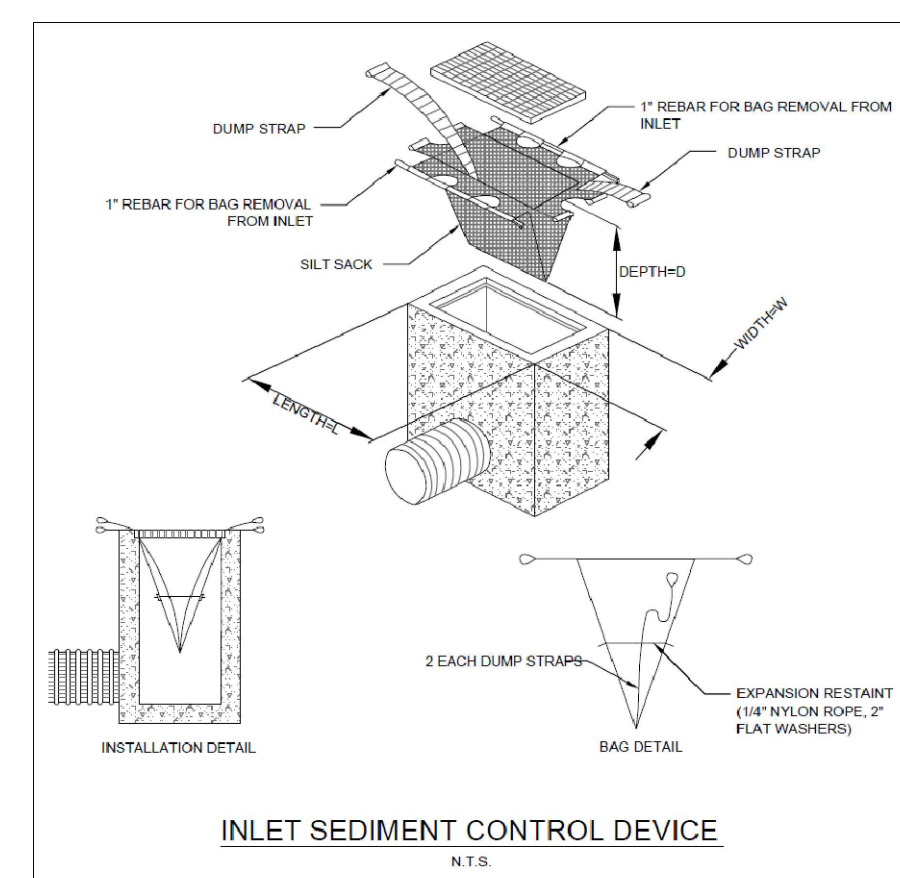 DUMP STRAP
1" REBAR FOR BAG REMOVAL FROM
INLET
DUMP STRAP
1" REBAR FOR BAG REMOVAL
FROM INLET
SILT SACK
DEPTH=D
WIDTH=W
LENGTH=L
2 EACH DUMP STRAPS
EXPANSION RESTAINT
(1/4" NYLON ROPE, 2"
FLAT WASHERS)
INSTALLATION DETAIL
BAG DETAIL
INLET SEDIMENT CONTROL DEVICE
N.T.S.